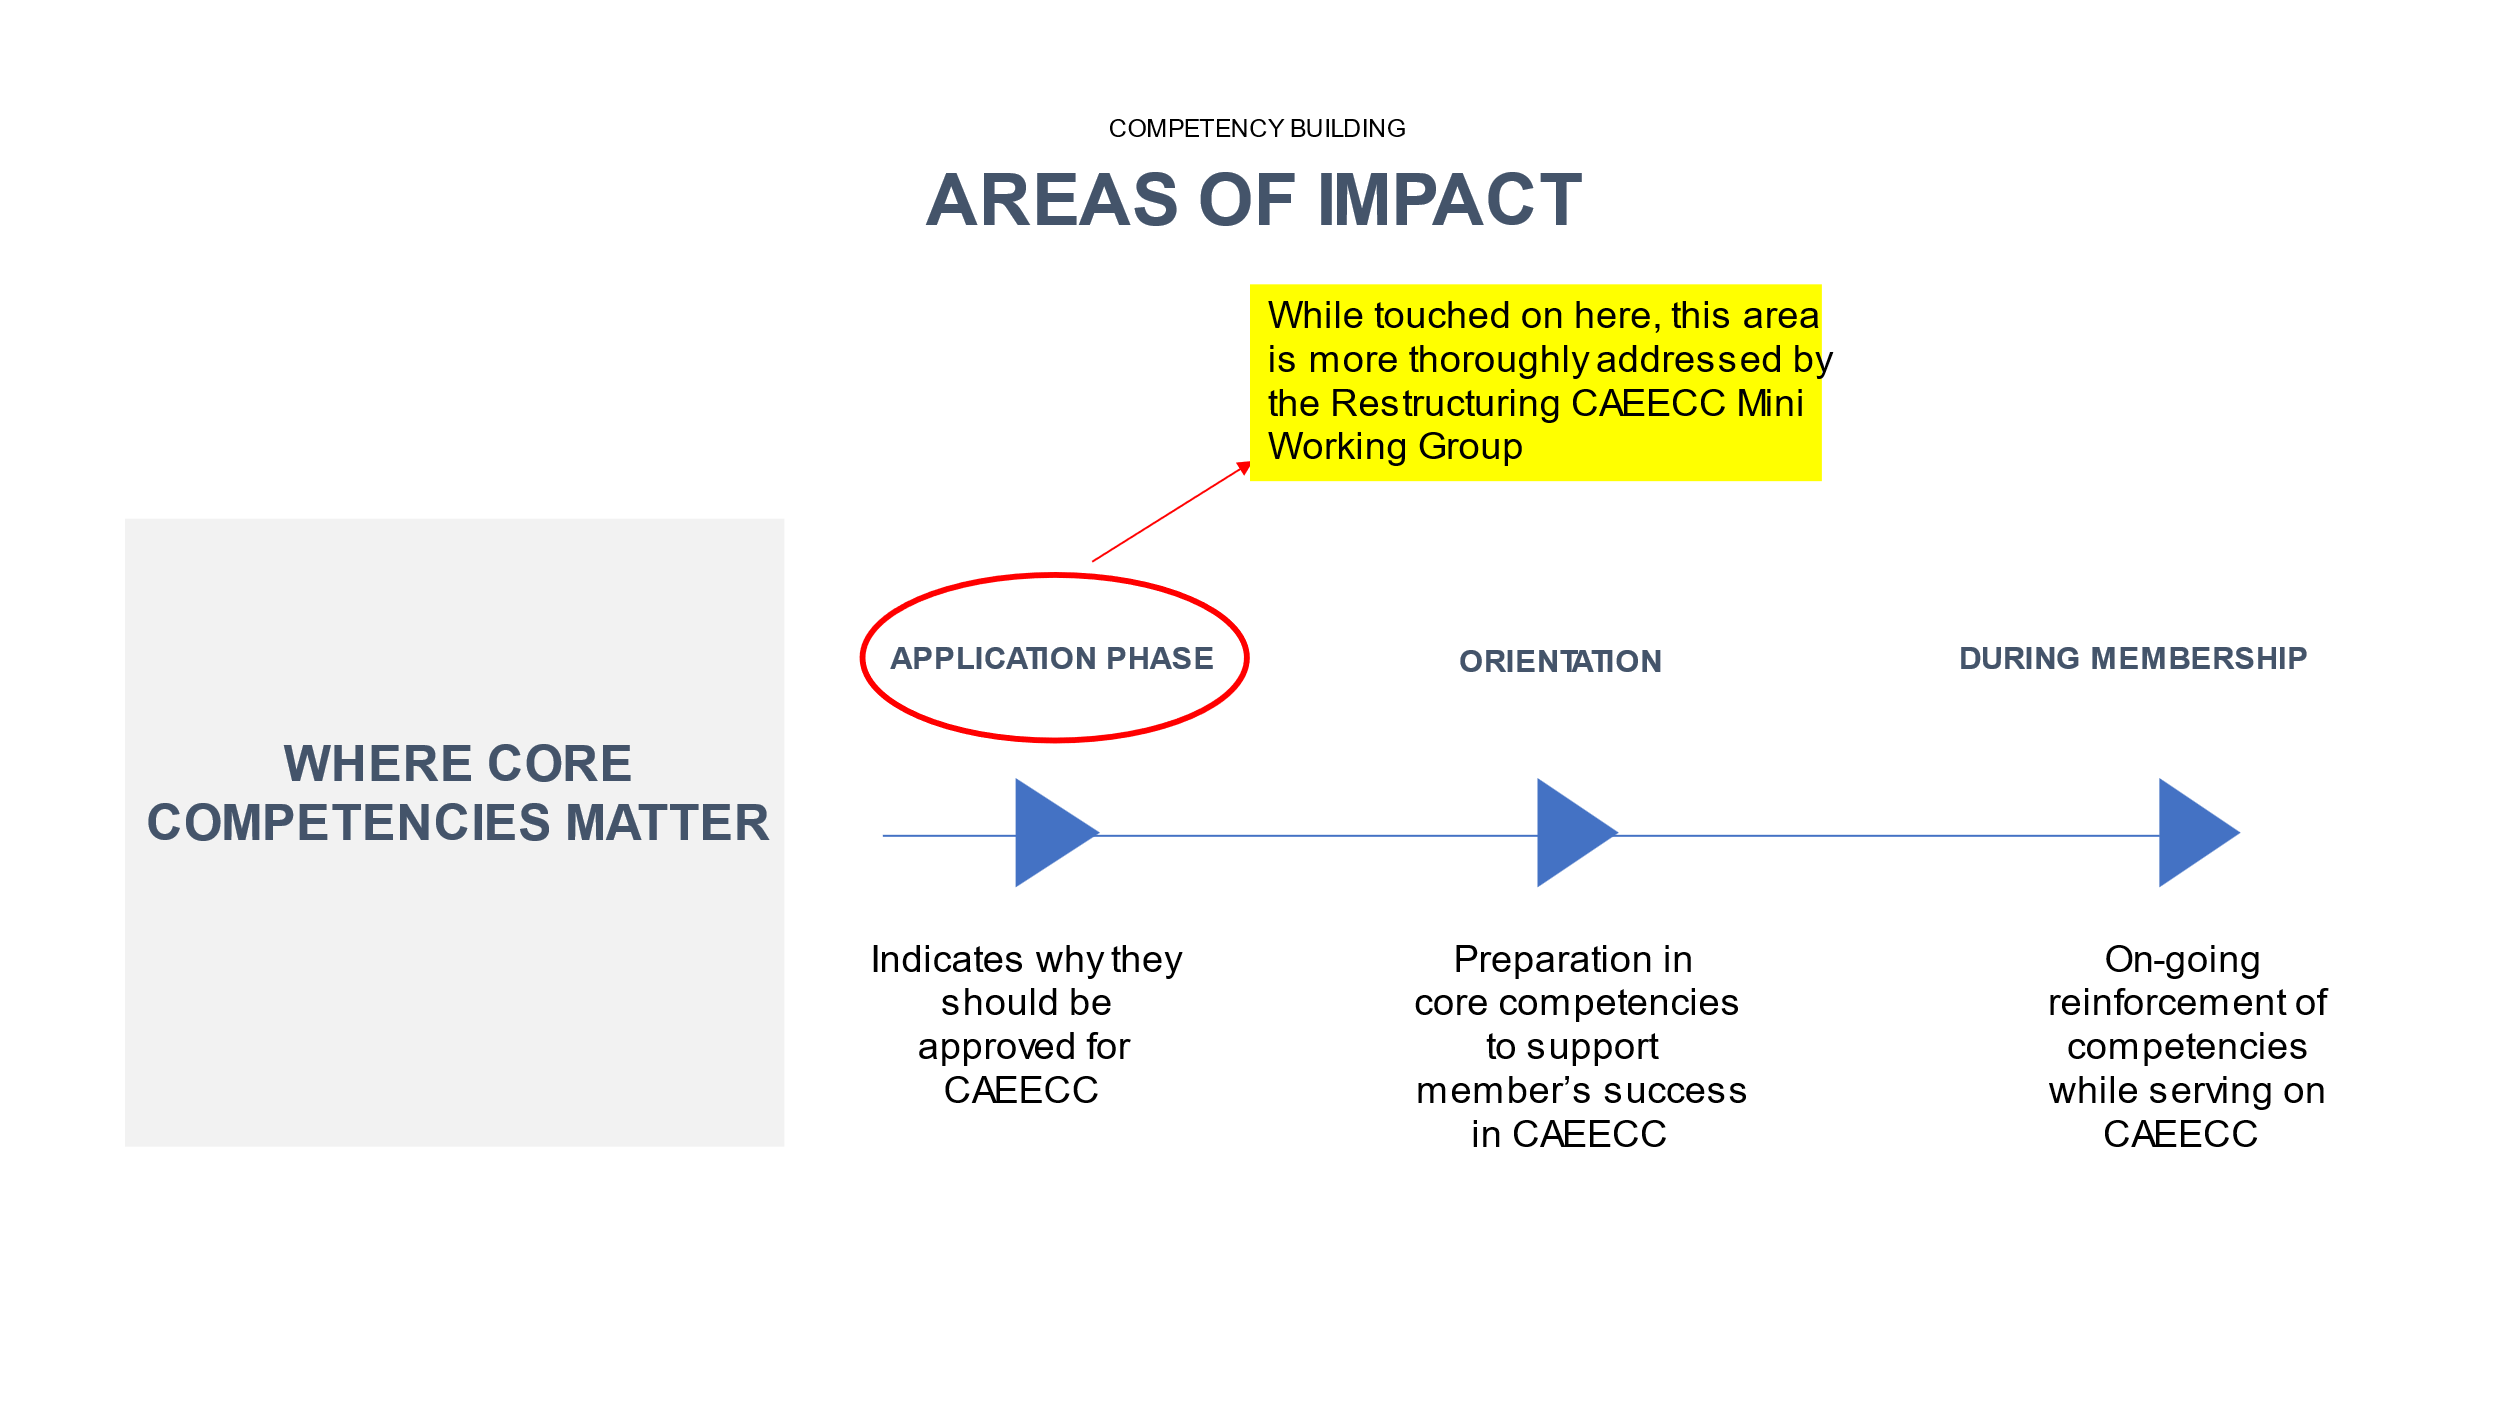 COMPETENCY BUILDING
AREAS OF IMPACT
While touched on here, this area
is more thoroughly addressed by
the Restructuring CAEECC Mini
Working Group
WHERE CORE
COMPETENCIES MATTER
APPLICATION PHASE
ORIENTATION
DURING MEMBERSHIP
Indicates why they
should be
approved for
CAEECC
Preparation in
core competencies
to support
member’s success
in CAEECC
On-going
reinforcement of
competencies
while serving on
CAEECC